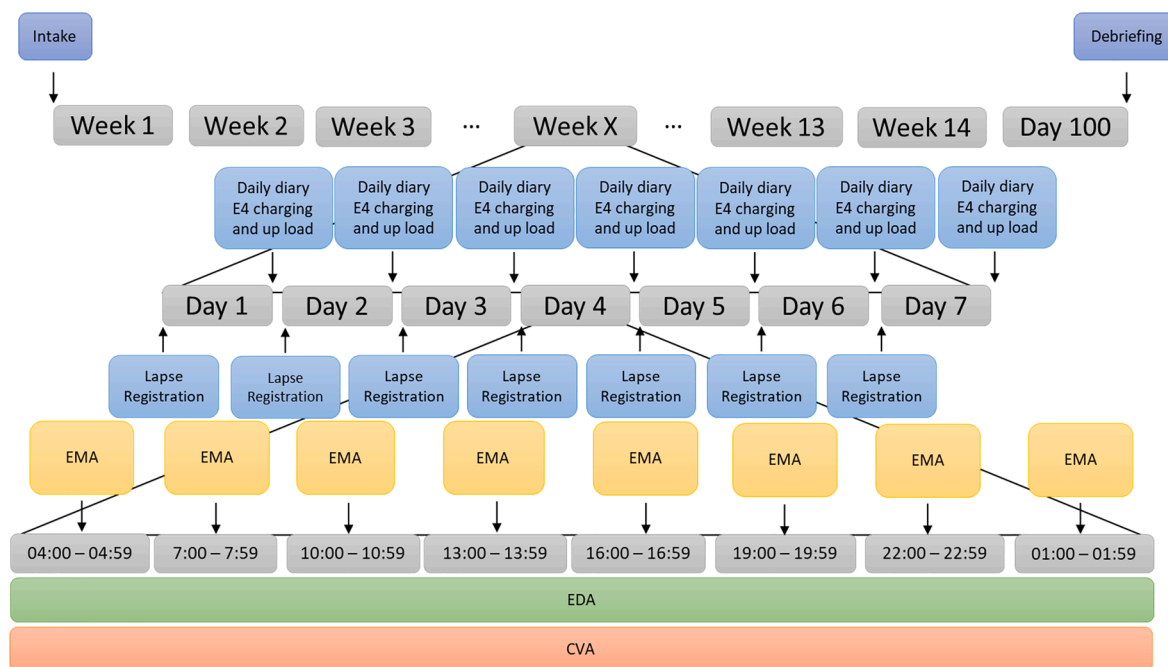 Intake
Debriefing
Week 1
Week 2
Week 3
...
Week X
...
Week 13
Week 14
Day 100
Daily diary
E4 charging
and up load
Daily diary
E4 charging
and up load
Daily diary
E4 charging
and up load
Daily diary
E4 charging
and up load
Daily diary
E4 charging
and up load
Daily diary
E4 charging
and up load
Daily diary
E4 charging
and up load
Day 1
Day 2
Day 3
Day 4
Day 5
Day 6
Day 7
Lapse
Registration
Lapse
Registration
Lapse
Registration
Lapse
Registration
Lapse
Registration
Lapse
Registration
Lapse
Registration
EMA
EMA
EMA
EMA
EMA
EMA
EMA
EMA
04:00 – 04:59
7:00 – 7:59
10:00 – 10:59
13:00 – 13:59
16:00 – 16:59
19:00 – 19:59
22:00 – 22:59
01:00 – 01:59
EDA
CVA